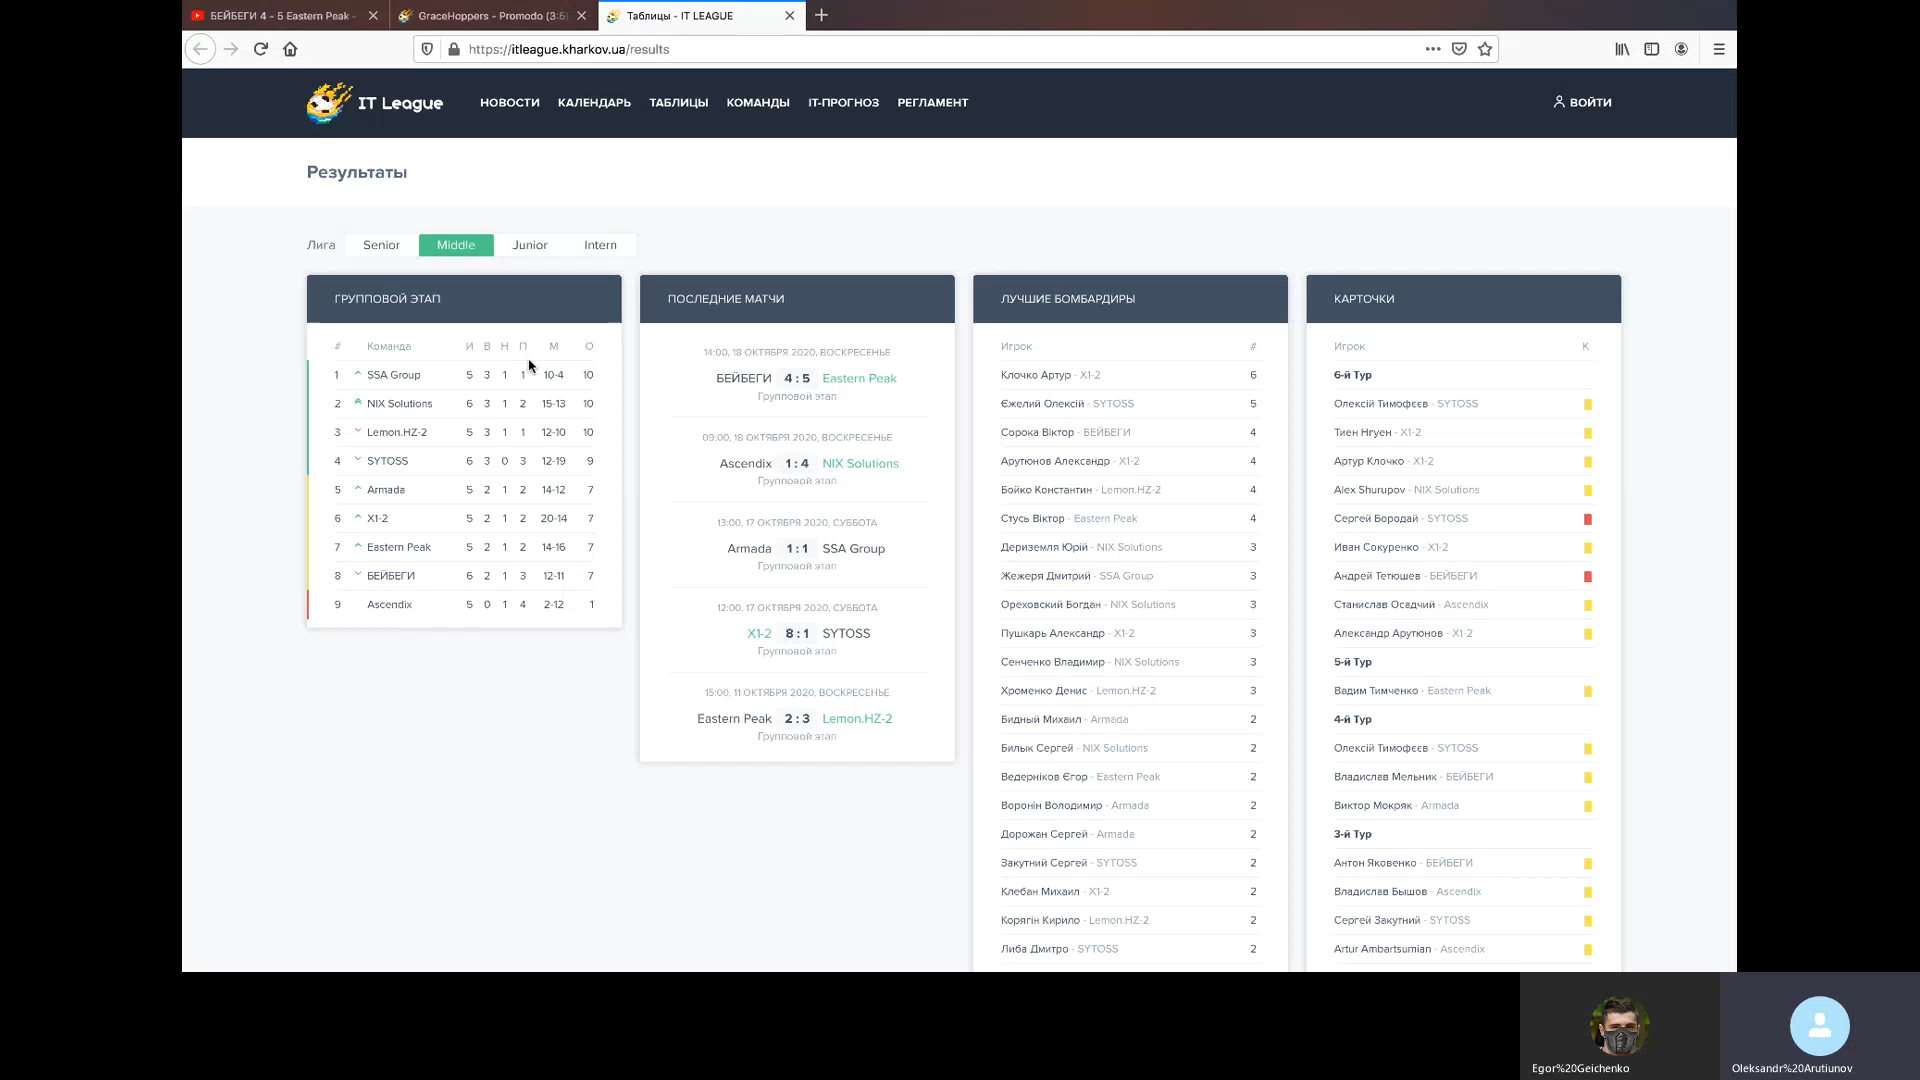 БЕЙБЕГИ 4 - 5 Eastern Peak -
GraceHoppers - Promodo (3:5)
Таблицы - IT LEAGUE
https://itleague.kharkov.ua/results
IT League
НОВОСТИ КАЛЕНДАРЬ ТАБЛИЦЫ КОМАНДЫ IT-ПРОГНОЗ РЕГЛАМЕНТ
ВОЙТИ
Результаты
Лига Senior Middle Junior Intern
ГРУППОВОЙ ЭТАП
# Команда И В Н П М О
1 SSA Group 5 3 1 1 10-4 10
2 NIX Solutions 6 3 1 2 15-13 10
3 Lemon.HZ-2 5 3 1 1 12-10 10
4 SYTOSS 6 3 0 3 12-19 9
5 Armada 5 2 1 2 14-12 7
6 X1-2 5 2 1 2 20-14 7
7 Eastern Peak 5 2 1 2 14-16 7
8 БЕЙБЕГИ 6 2 1 3 12-11 7
9 Ascendix 5 0 1 4 2-12 1
ПОСЛЕДНИЕ МАТЧИ
14:00, 18 ОКТЯБРЯ 2020, ВОСКРЕСЕНЬЕ
БЕЙБЕГИ 4 : 5 Eastern Peak
Групповой этап
09:00, 18 ОКТЯБРЯ 2020, ВОСКРЕСЕНЬЕ
Ascendix 1 : 4 NIX Solutions
Групповой этап
13:00, 17 ОКТЯБРЯ 2020, СУББОТА
Armada 1 : 1 SSA Group
Групповой этап
12:00, 17 ОКТЯБРЯ 2020, СУББОТА
X1-2 8 : 1 SYTOSS
Групповой этап
15:00, 11 ОКТЯБРЯ 2020, ВОСКРЕСЕНЬЕ
Eastern Peak 2 : 3 Lemon.HZ-2
Групповой этап
ЛУЧШИЕ БОМБАРДИРЫ
Игрок #
Клочко Артур - X1-2 6
Єжелий Олексій - SYTOSS 5
Сорока Віктор - БЕЙБЕГИ 4
Арутюнов Александр - X1-2 4
Бойко Константин - Lemon.HZ-2 4
Стусь Віктор - Eastern Peak 4
Дериземля Юрій - NIX Solutions 3
Жежеря Дмитрий - SSA Group 3
Ореховский Богдан - NIX Solutions 3
Пушкарь Александр - X1-2 3
Сенченко Владимир - NIX Solutions 3
Хроменко Денис - Lemon.HZ-2 3
Бидный Михаил - Armada 2
Билык Сергей - NIX Solutions 2
Ведерніков Єгор - Eastern Peak 2
Воронін Володимир - Armada 2
Дорожан Сергей - Armada 2
Закутний Сергей - SYTOSS 2
Клебан Михаил - X1-2 2
Корягін Кирило - Lemon.HZ-2 2
Либа Дмитро - SYTOSS 2
КАРТОЧКИ
Игрок К
6-й Тур
Олексій Тимофєєв - SYTOSS
Тиен Нгуен - X1-2
Артур Клочко - X1-2
Alex Shurupov - NIX Solutions
Сергей Бородай - SYTOSS
Иван Сокуренко - X1-2
Андрей Тетюшев - БЕЙБЕГИ
Станислав Осадчий - Ascendix
Александр Арутюнов - X1-2
5-й Тур
Вадим Тимченко - Eastern Peak
4-й Тур
Олексій Тимофєєв - SYTOSS
Владислав Мельник - БЕЙБЕГИ
Виктор Мокряк - Armada
3-й Тур
Антон Яковенко - БЕЙБЕГИ
Владислав Бышов - Ascendix
Сергей Закутний - SYTOSS
Artur Ambartsumian - Ascendix
Egor%20Geichenko
Oleksandr%20Arutiunov